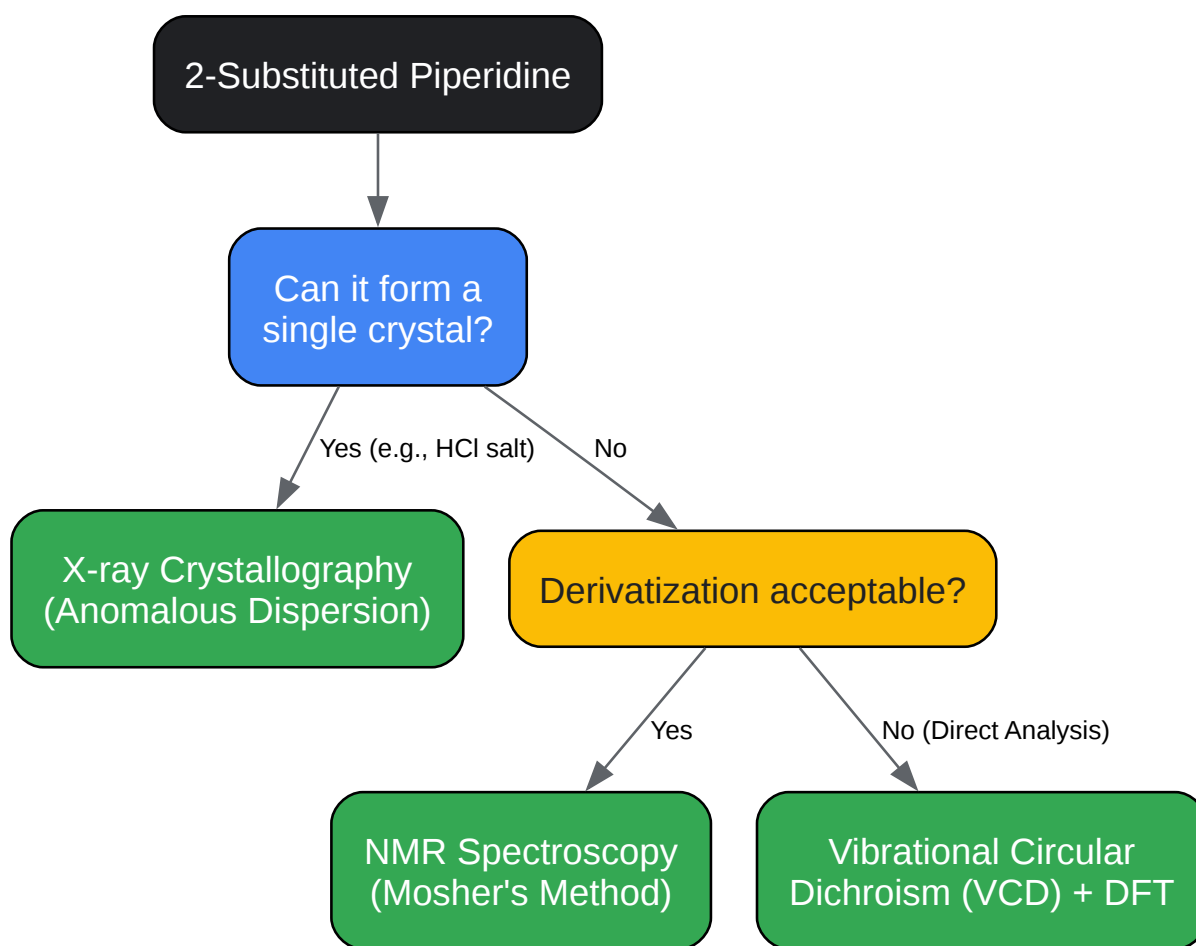 2-Substituted Piperidine
Can it form a
single crystal?
Yes (e.g., HCl salt)
No
X-ray Crystallography
(Anomalous Dispersion)
Derivatization acceptable?
Yes
No (Direct Analysis)
NMR Spectroscopy
(Mosher's Method)
Vibrational Circular
Dichroism (VCD) + DFT